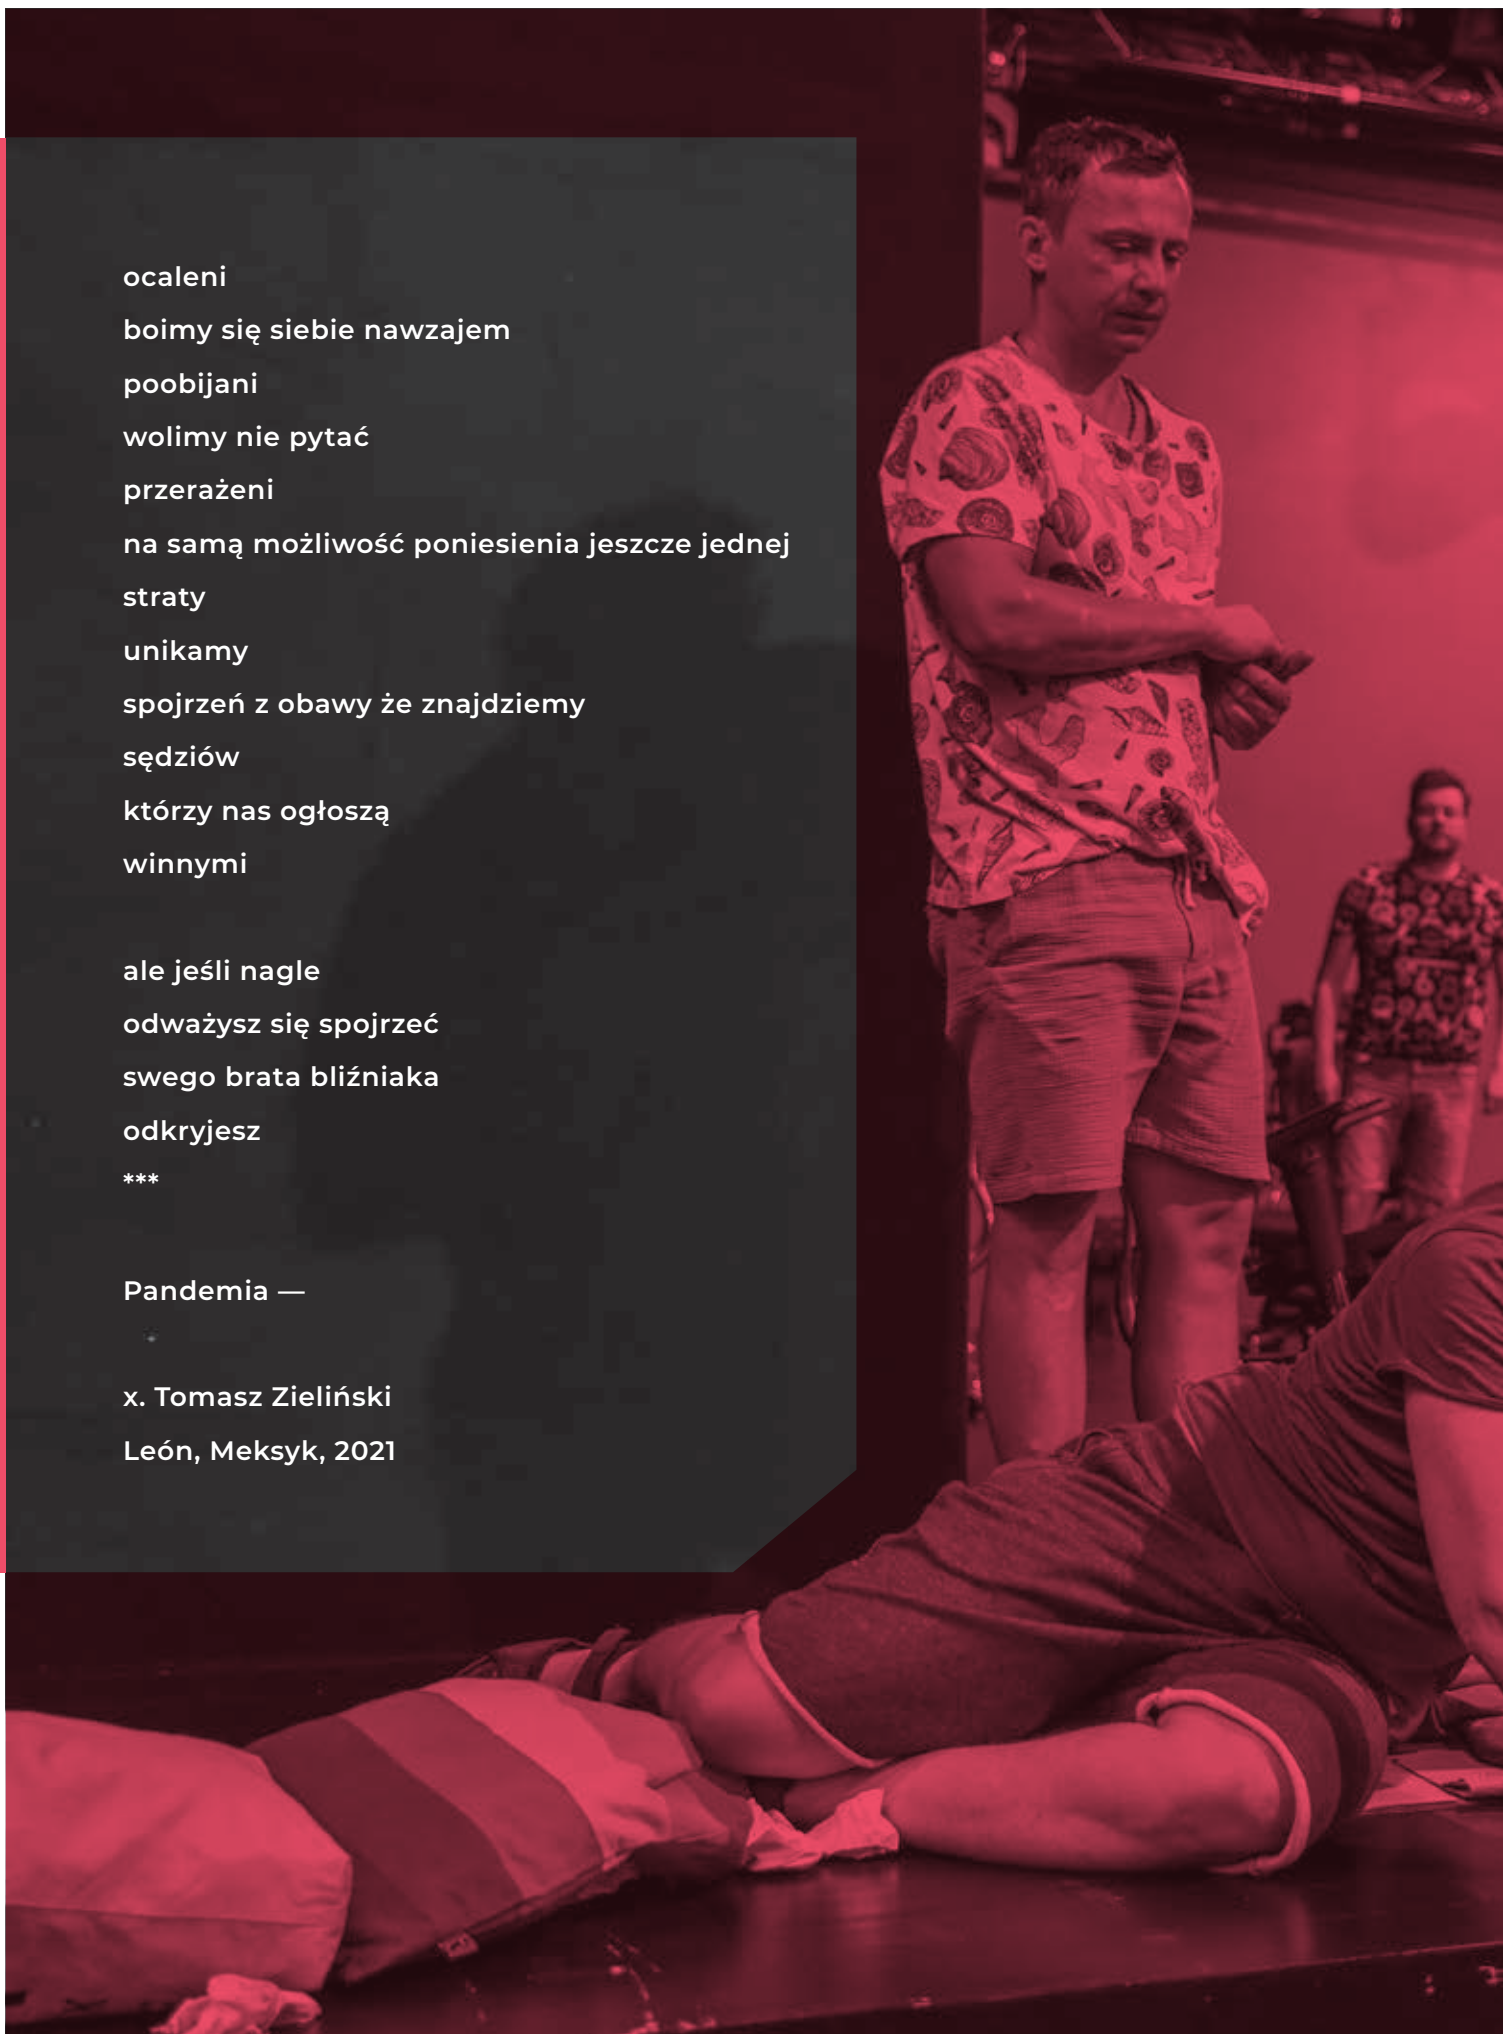 ocaleni
boimy się siebie nawzajem
poobijani
wolimy nie pytać
przerażeni
na samą możliwość poniesienia jeszcze jednej
straty
unikamy
spojrzeń z obawy że znajdziemy
sędziów
którzy nas ogłoszą
winnymi
ale jeśli nagle
odważysz się spojrzeć
swego brata bliźniaka
odkryjesz
***
Pandemia —
x. Tomasz Zieliński
León, Meksyk, 2021